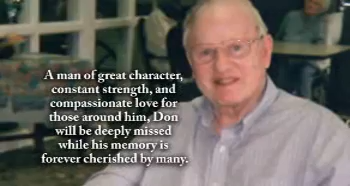 A man of great character,
constant strength, and
compassionate love for
those around him, Don
will be deeply missed
while his memory is
forever cherished by many.